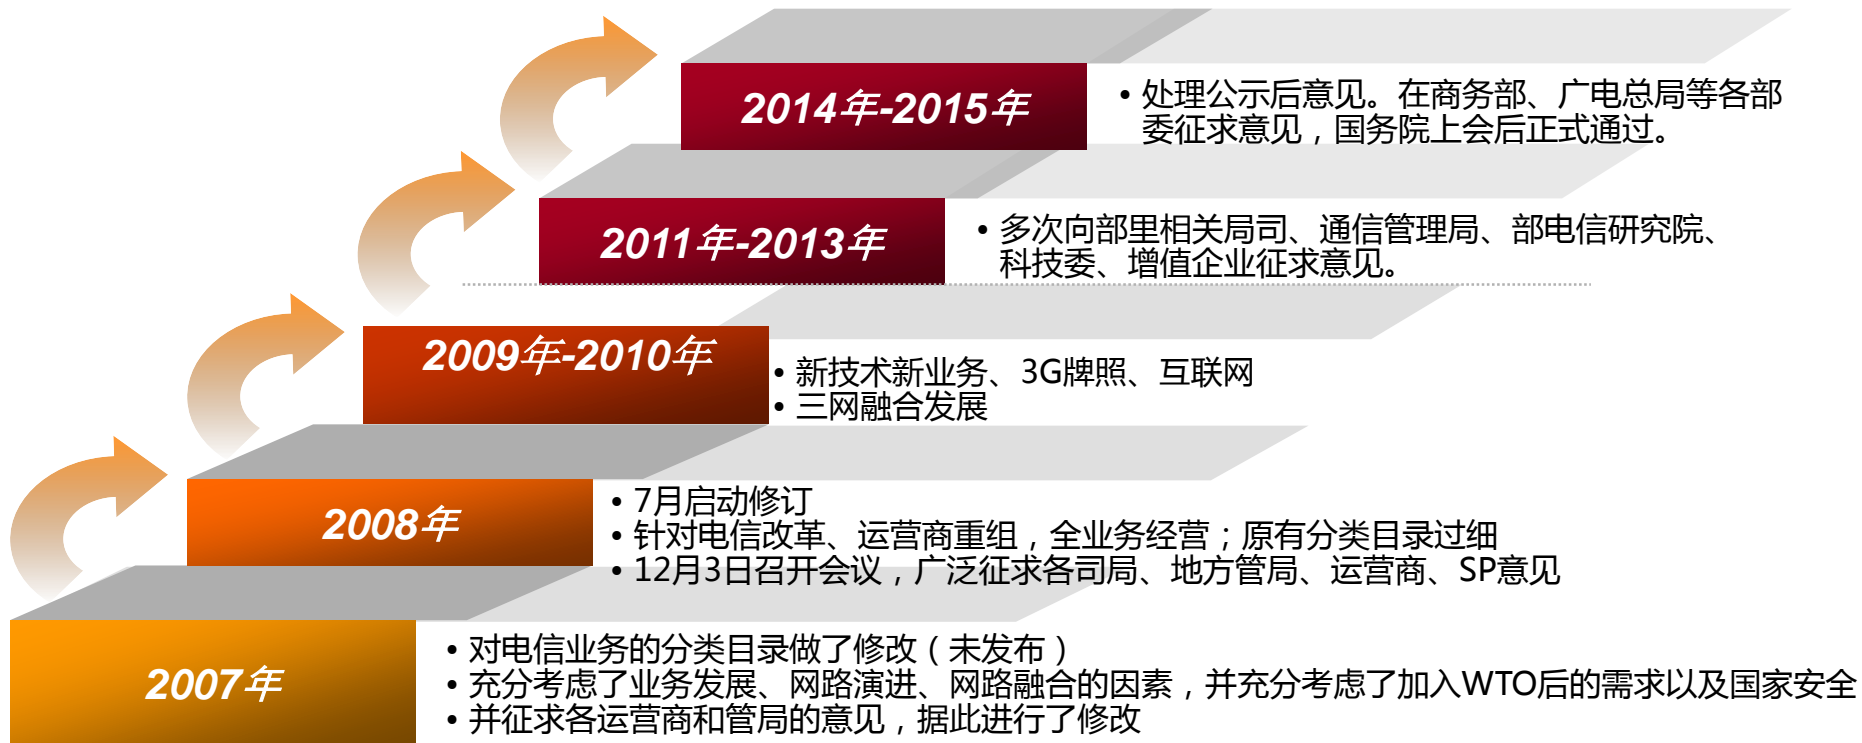 2014年-2015年
• 处理公示后意见。在商务部、广电总局等各部
委征求意见，国务院上会后正式通过。
2011年-2013年
• 多次向部里相关局司、通信管理局、部电信研究院、
科技委、增值企业征求意见。
2009年-2010年
• 新技术新业务、3G牌照、互联网
• 三网融合发展
2008年
• 7月启动修订
• 针对电信改革、运营商重组，全业务经营；原有分类目录过细
• 12月3日召开会议，广泛征求各司局、地方管局、运营商、SP意见
2007年
• 对电信业务的分类目录做了修改（未发布）
• 充分考虑了业务发展、网路演进、网路融合的因素，并充分考虑了加入WTO后的需求以及国家安全
• 并征求各运营商和管局的意见，据此进行了修改